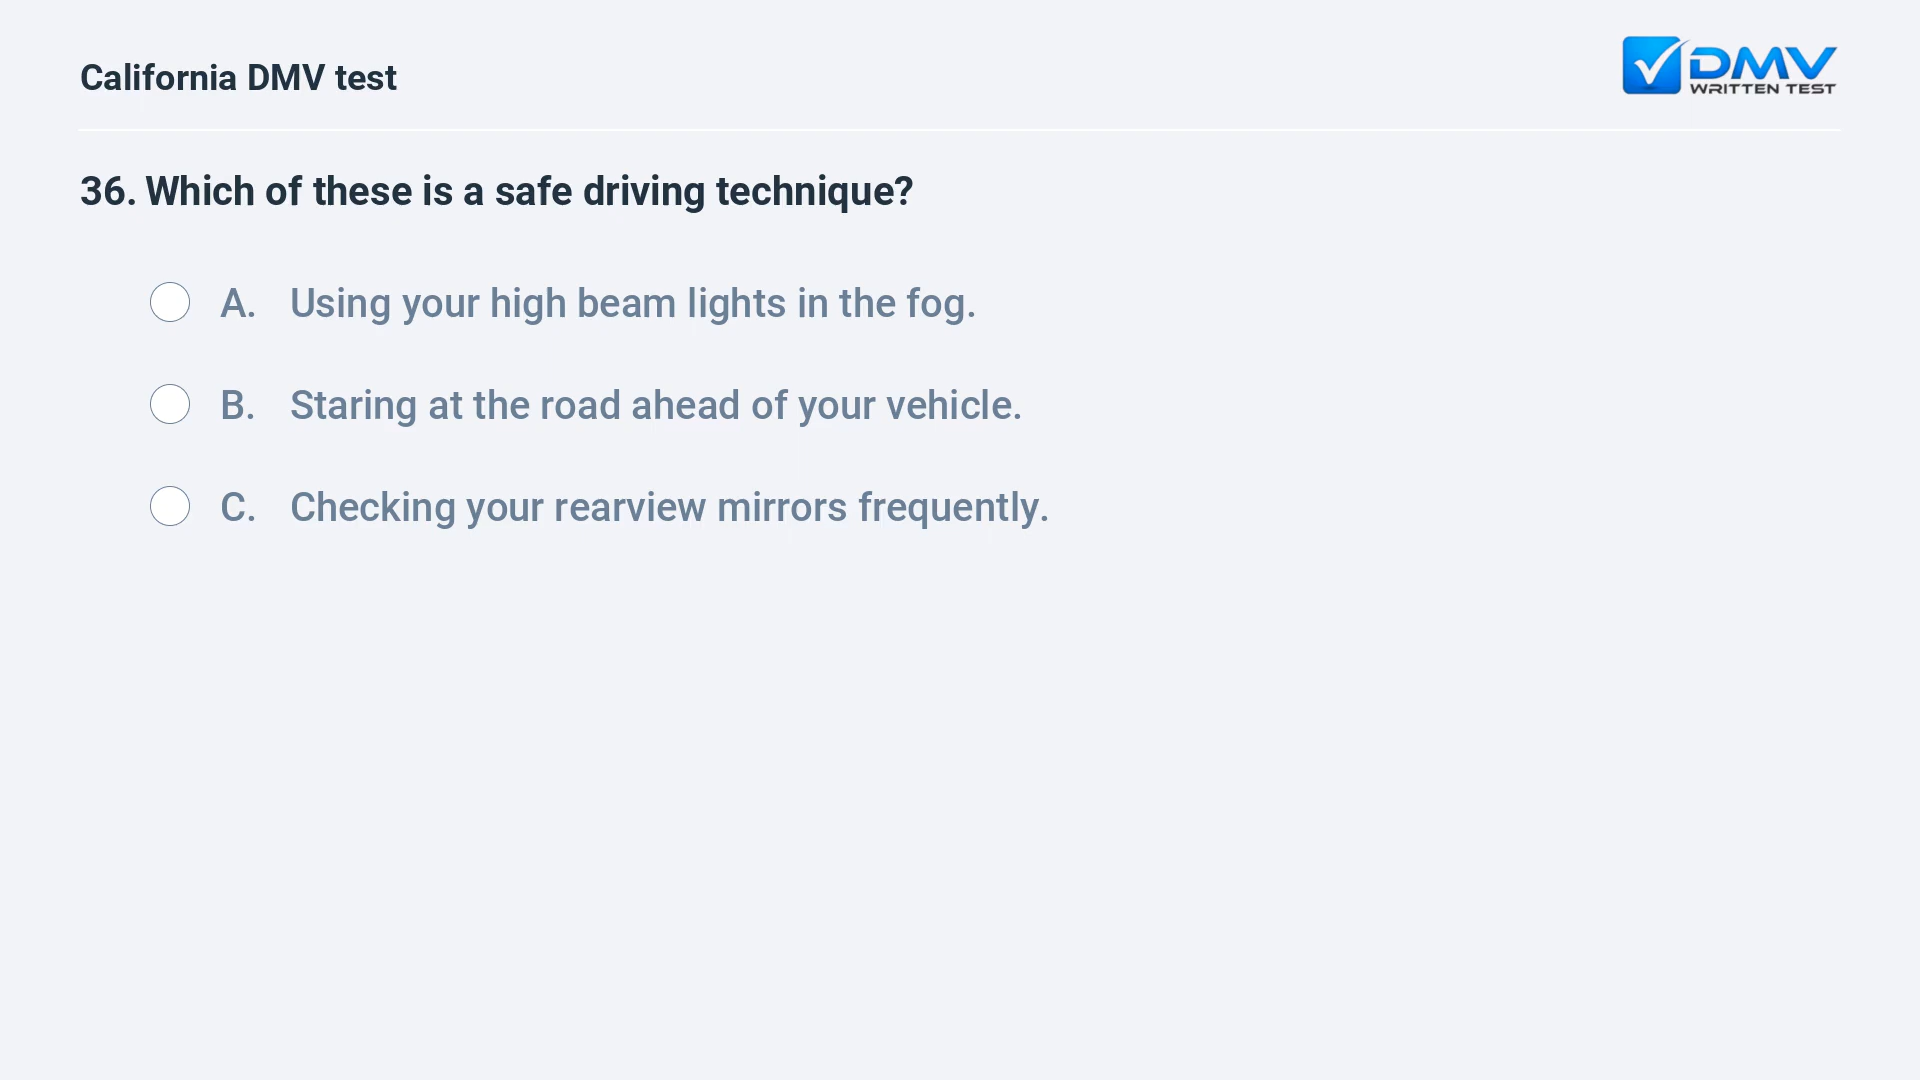 California DMV test
DMV
WRITTEN TEST
36. Which of these is a safe driving technique?
A. Using your high beam lights in the fog.
B. Staring at the road ahead of your vehicle.
C. Checking your rearview mirrors frequently.